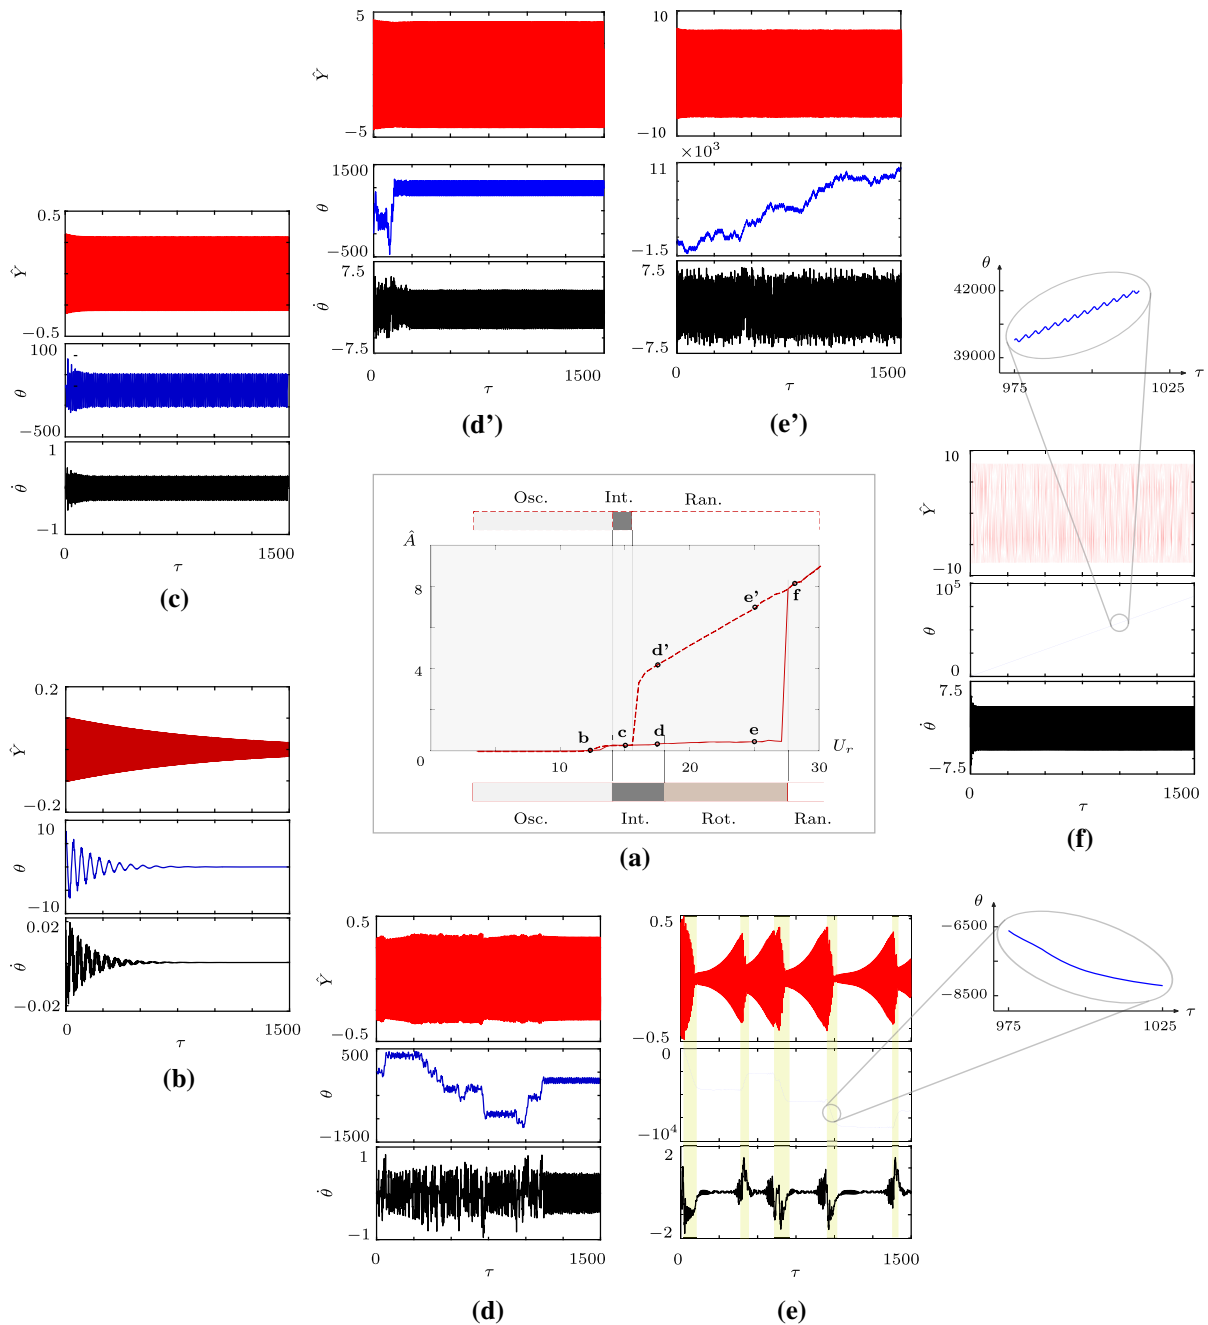 5
Ŷ
−5
1500
θ
−500
7.5
θ̇
−7.5
0
1500
τ
(d’)
10
Ŷ
−10
×10³
11
θ
−1.5
7.5
θ̇
−7.5
0
1500
τ
(e’)
0.5
Ŷ
−0.5
100
θ
−500
1
θ̇
−1
0
1500
τ
(c)
θ
42000
39000
975
1025
τ
10
Ŷ
−10
10⁵
θ
0
7.5
θ̇
−7.5
0
1500
τ
(f)
Osc.
Int.
Ran.
Â
8
4
0
10
20
30
U_r
b
c
d
e
d’
e’
f
Osc.
Int.
Rot.
Ran.
(a)
0.2
Ŷ
−0.2
10
θ
−10
0.02
θ̇
−0.02
0
1500
τ
(b)
0.5
Ŷ
−0.5
500
θ
−1500
1
θ̇
−1
0
1500
τ
(d)
0.5
Ŷ
−0.5
0
θ
−10⁴
2
θ̇
−2
0
1500
τ
(e)
θ
−6500
−8500
975
1025
τ